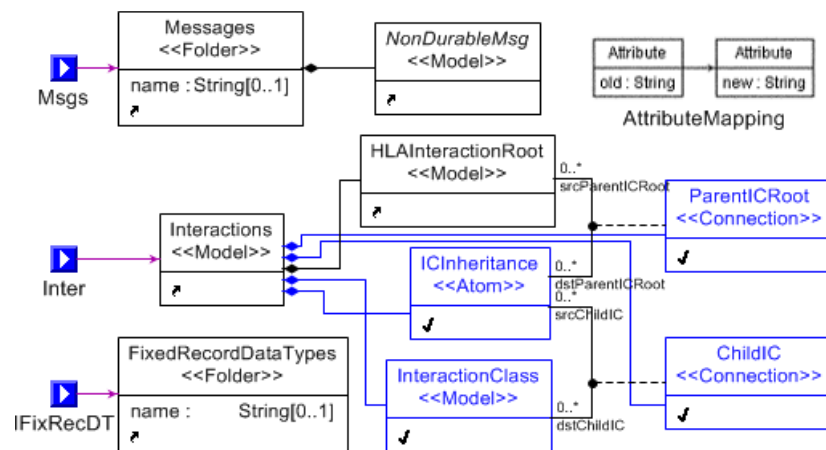 Messages
<<Folder>>
name : String[0..1]
Msgs
NonDurableMsg
<<Model>>
Attribute
old : String
Attribute
new : String
AttributeMapping
HLAInteractionRoot
<<Model>>
0..*
srcParentICRoot
ParentICRoot
<<Connection>>
Interactions
<<Model>>
Inter
ICInheritance
<<Atom>>
0..*
dstParentICRoot
0..*
srcChildIC
FixedRecordDataTypes
<<Folder>>
name : String[0..1]
IFixRecDT
InteractionClass
<<Model>>
0..*
dstChildIC
ChildIC
<<Connection>>